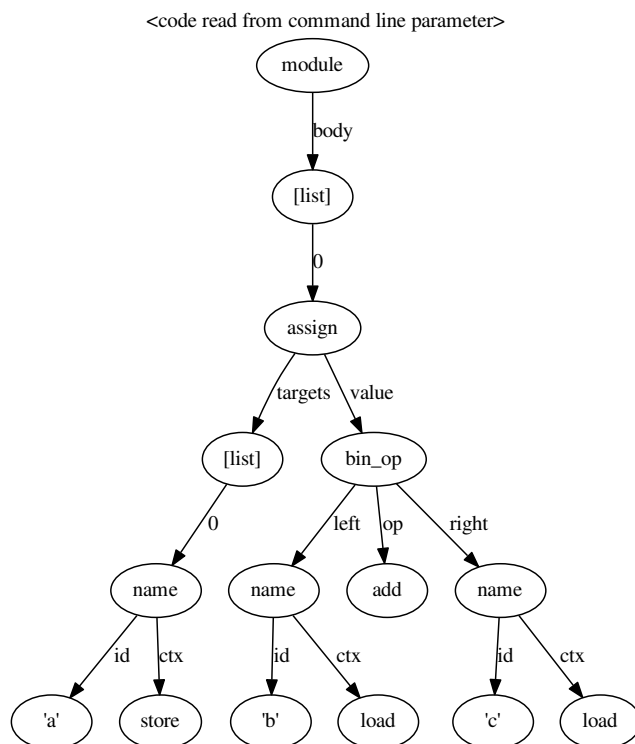 <code read from command line parameter>
module
body
[list]
0
assign
targets value
[list] bin_op
0 left op right
name name add name
id ctx id ctx id ctx
'a' store 'b' load 'c' load